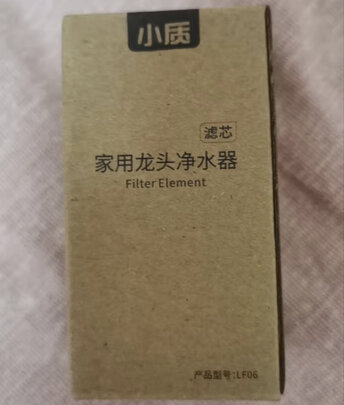 小质
滤芯
家用龙头净水器
Filter Element
产品型号:LF06